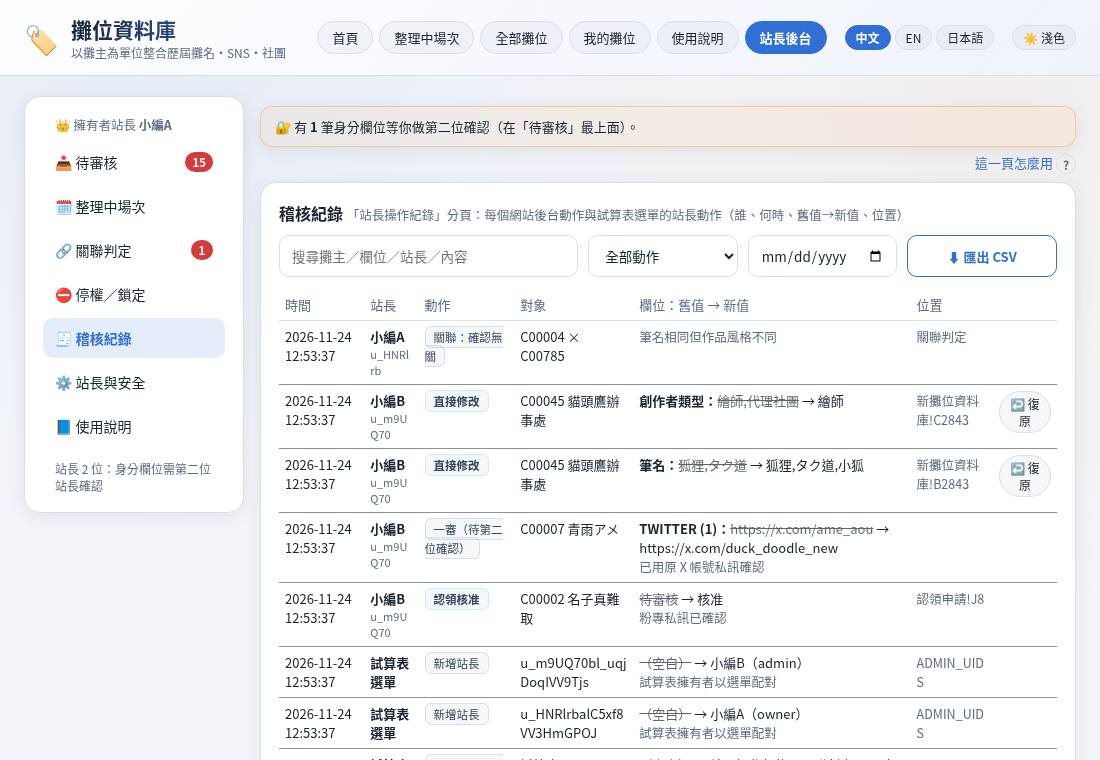 🏷️ 攤位資料庫
以攤主為單位整合歷屆攤名・SNS・社團
首頁 整理中場次 全部攤位 我的攤位 使用說明 站長後台 中文 EN 日本語 ☀️ 淺色
👑 擁有者站長 小編A
📥 待審核 15
🗓️ 整理中場次
🔗 關聯判定 1
⛔ 停權／鎖定
🧾 稽核紀錄
⚙️ 站長與安全
📘 使用說明
站長 2 位：身分欄位需第二位
站長確認
🔐 有 1 筆身分欄位等你做第二位確認（在「待審核」最上面）。
這一頁怎麼用 ?
稽核紀錄 「站長操作紀錄」分頁：每個網站後台動作與試算表選單的站長動作（誰、何時、舊值→新值、位置）
搜尋攤主／欄位／站長／內容 全部動作 mm/dd/yyyy ⬇ 匯出 CSV
時間 站長 動作 對象 欄位：舊值 → 新值 位置
2026-11-24 小編A 關聯：確認無 C00004 × 筆名相同但作品風格不同 關聯判定
12:53:37 u_HNRl 關 C00785
rb
2026-11-24 小編B 直接修改 C00045 貓頭鷹辦 創作者類型：繪師,代理社團 → 繪師 新攤位資料 ↩️ 復
12:53:37 u_m9U 事處 庫!C2843 原
Q70
2026-11-24 小編B 直接修改 C00045 貓頭鷹辦 筆名：狐狸,タク道 → 狐狸,タク道,小狐 新攤位資料 ↩️ 復
12:53:37 u_m9U 事處 庫!B2843 原
Q70
2026-11-24 小編B 一審（待第二 C00007 青雨アメ TWITTER (1)：https://x.com/ame_aou →
12:53:37 u_m9U 位確認） https://x.com/duck_doodle_new
Q70 已用原 X 帳號私訊確認
2026-11-24 小編B 認領核准 C00002 名子真難 待審核 → 核准 認領申請!J8
12:53:37 u_m9U 取 粉專私訊已確認
Q70
2026-11-24 試算表 新增站長 u_m9UQ70bl_uqj （空白） → 小編B（admin） ADMIN_UID
12:53:37 選單 DoqIVV9Tjs 試算表擁有者以選單配對 S
2026-11-24 試算表 新增站長 u_HNRlrbalC5xf8 （空白） → 小編A（owner） ADMIN_UID
12:53:37 選單 VV3HmGPOJ 試算表擁有者以選單配對 S